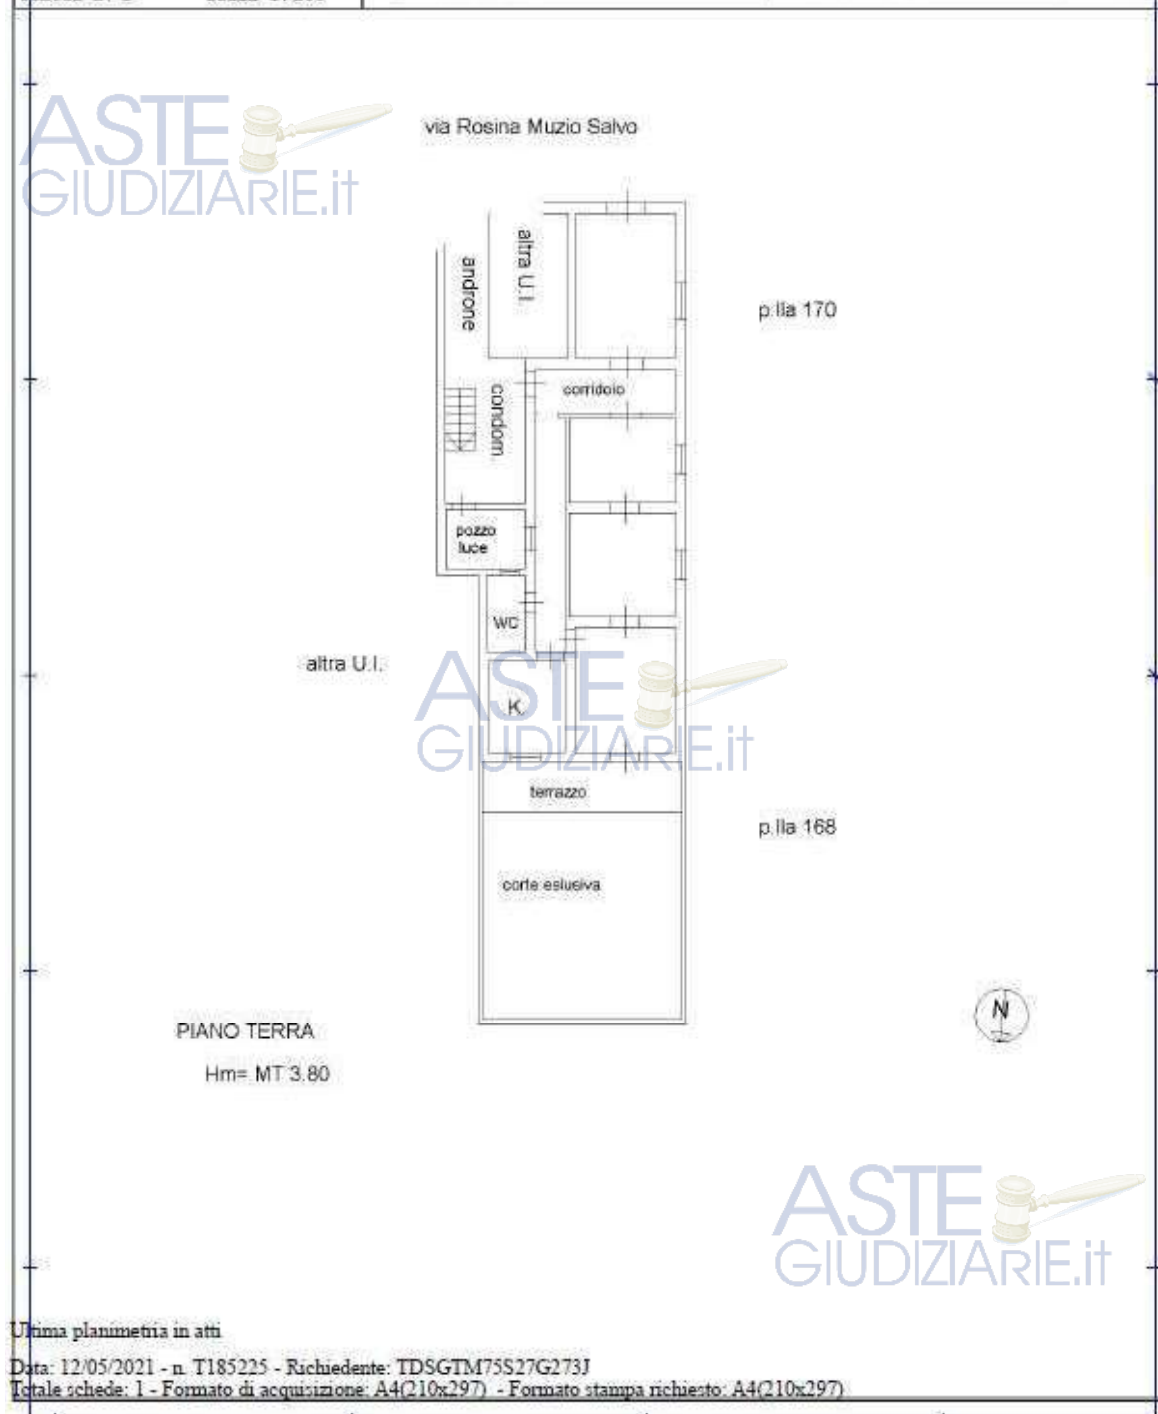 ASTE
GIUDIZIARIE.it
via Rosina Muzio Salvo
altra U.I.
androne
p.lla 170
corridoio
condom.
pozzo
luce
WC
altra U.I.
ASTE
GIUDIZIARIE.it
K.
terrazzo
p.lla 168
corte eslusiva
N
PIANO TERRA
Hm= MT 3.80
ASTE
GIUDIZIARIE.it
Ultima planimetria in atti
Data: 12/05/2021 - n. T185225 - Richiedente: TDSGTM75S27G273J
Totale schede: 1 - Formato di acquisizione: A4(210x297) - Formato stampa richiesto: A4(210x297)